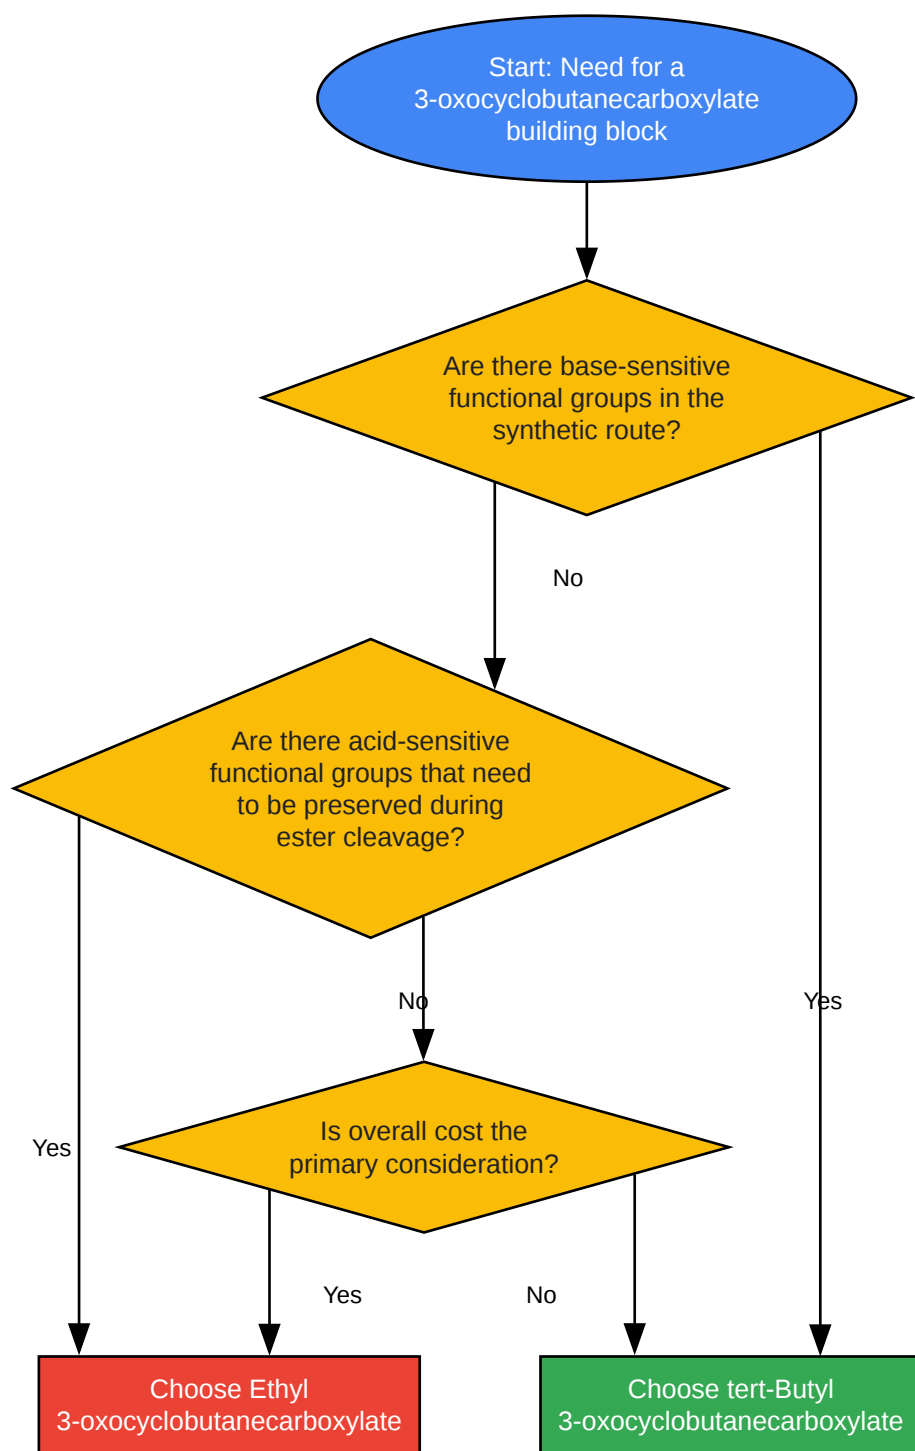 Start: Need for a
3-oxocyclobutanecarboxylate
building block
Are there base-sensitive
functional groups in the
synthetic route?
No
Are there acid-sensitive
functional groups that need
to be preserved during
ester cleavage?
No
Yes
Is overall cost the
primary consideration?
Yes
Yes
No
Choose Ethyl
3-oxocyclobutanecarboxylate
Choose tert-Butyl
3-oxocyclobutanecarboxylate